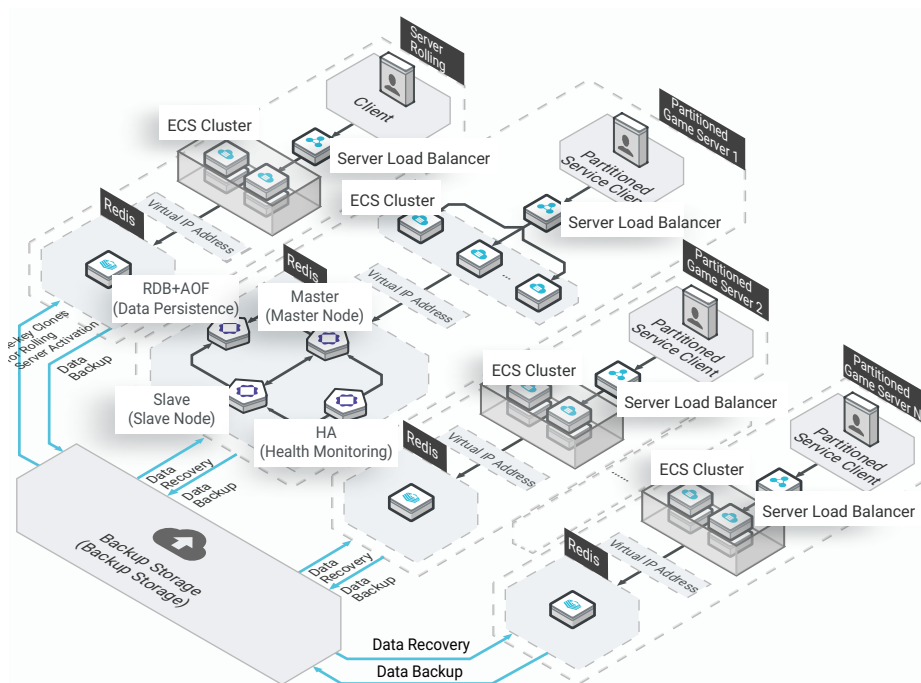 Server
Rolling
Client
ECS Cluster
Server Load Balancer
Partitioned
Game Server 1
Partitioned
Service Client
ECS Cluster
Server Load Balancer
Redis
Virtual IP Address
Redis
Virtual IP Address
RDB+AOF
(Data Persistence)
Master
(Master Node)
Slave
(Slave Node)
HA
(Health Monitoring)
Partitioned
Game Server 2
Partitioned
Service Client
ECS Cluster
Server Load Balancer
Redis
Virtual IP Address
...
......
Partitioned
Game Server N
Partitioned
Service Client
ECS Cluster
Server Load Balancer
Redis
Virtual IP Address
Clones
Rolling
Server Activation
Data
Backup
Data
Recovery
Data
Backup
Data
Recovery
Data
Backup
Backup Storage
(Backup Storage)
Data Recovery
Data Backup